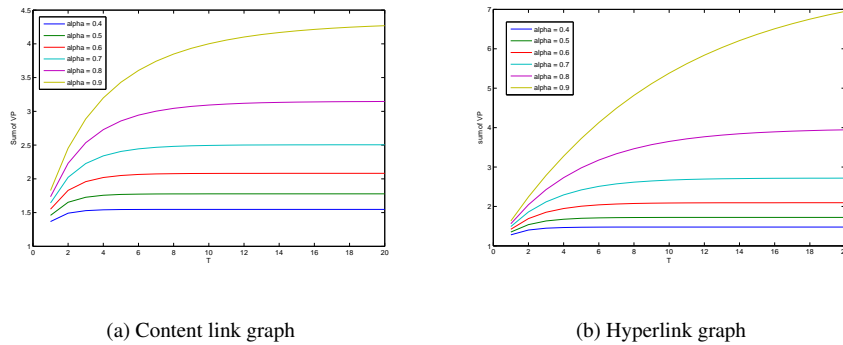 4.5
4
3.5
3
2.5
2
1.5
1
Sum of VP
alpha = 0.4
alpha = 0.5
alpha = 0.6
alpha = 0.7
alpha = 0.8
alpha = 0.9
0 2 4 6 8 10 12 14 16 18 20
T
(a) Content link graph
7
6
5
4
3
2
1
sum of VP
alpha = 0.4
alpha = 0.5
alpha = 0.6
alpha = 0.7
alpha = 0.8
alpha = 0.9
0 2 4 6 8 10 12 14 16 18 20
T
(b) Hyperlink graph